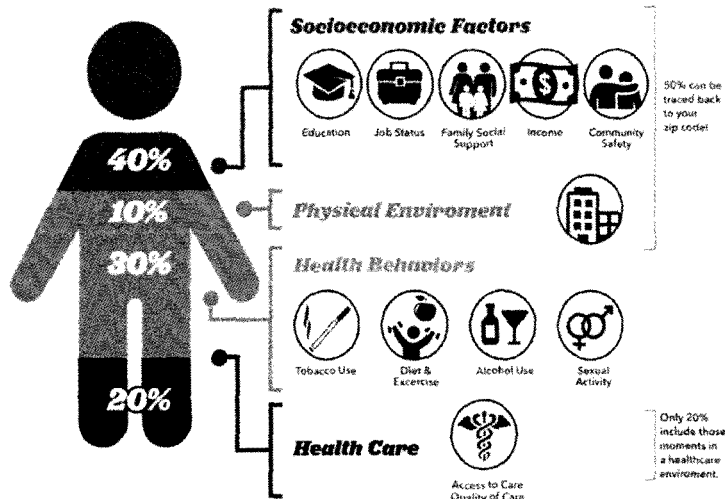 Socioeconomic Factors
Education
Job Status
Family Social
Support
Income
Community
Safety
50% can be
traced back
to your
zip code!
40%
10%
Physical Enviroment
30%
Health Behaviors
Tobacco Use
Diet &
Excercise
Alcohol Use
Sexual
Activity
20%
Health Care
Access to Care
Quality of Care
Only 20%
include those
moments in
a healthcare
enviroment.